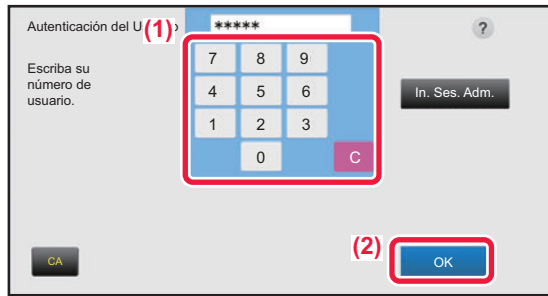 Autenticación del U
(1)
*****
?
Escriba su
número de
usuario.
7 8 9
4 5 6
1 2 3
0 C
In. Ses. Adm.
(2)
CA
OK